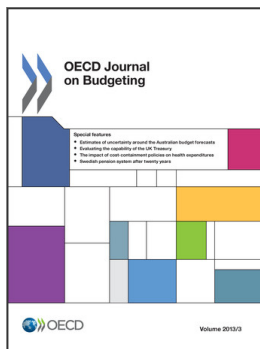 OECD Journal
on Budgeting
Special features
• Estimates of uncertainty around the Australian budget forecasts
• Evaluating the capability of the UK Treasury
• The impact of cost-containment policies on health expenditures
• Swedish pension system after twenty years
OECD
Volume 2013/3